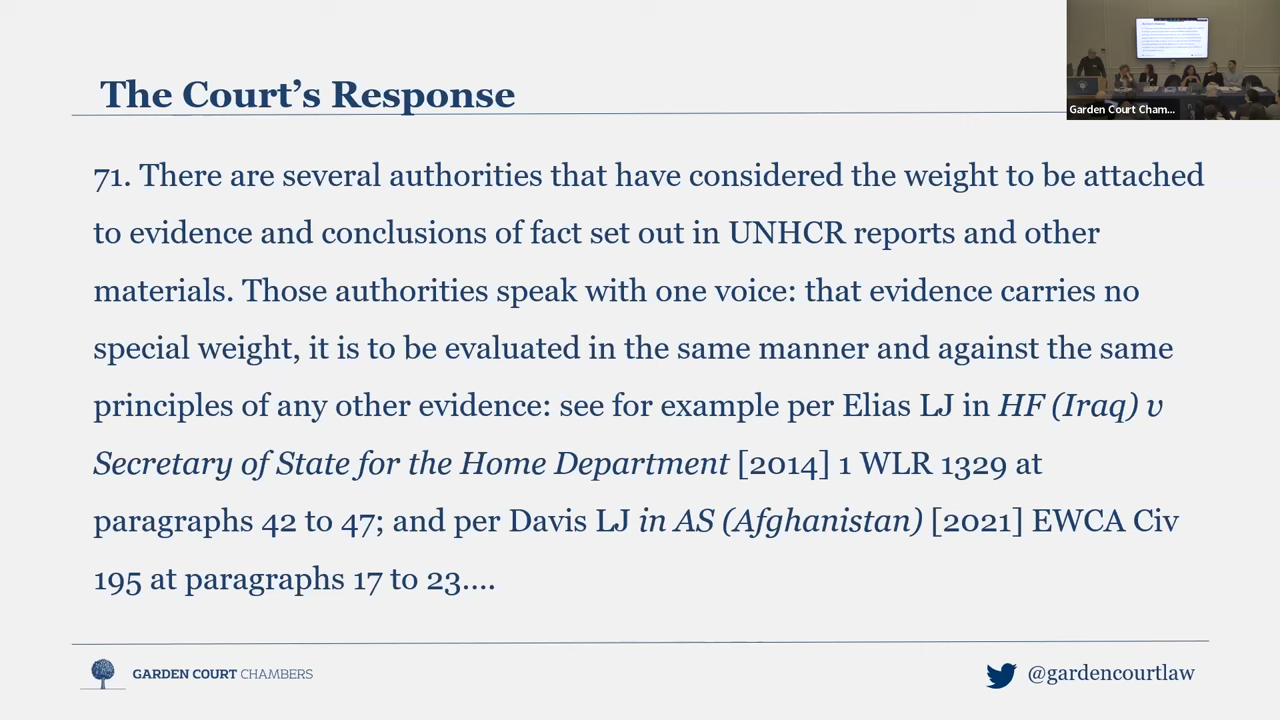 The Court’s Response
Garden Court Cham...
71. There are several authorities that have considered the weight to be attached
to evidence and conclusions of fact set out in UNHCR reports and other
materials. Those authorities speak with one voice: that evidence carries no
special weight, it is to be evaluated in the same manner and against the same
principles of any other evidence: see for example per Elias LJ in HF (Iraq) v
Secretary of State for the Home Department [2014] 1 WLR 1329 at
paragraphs 42 to 47; and per Davis LJ in AS (Afghanistan) [2021] EWCA Civ
195 at paragraphs 17 to 23....
GARDEN COURT CHAMBERS
@gardencourtlaw